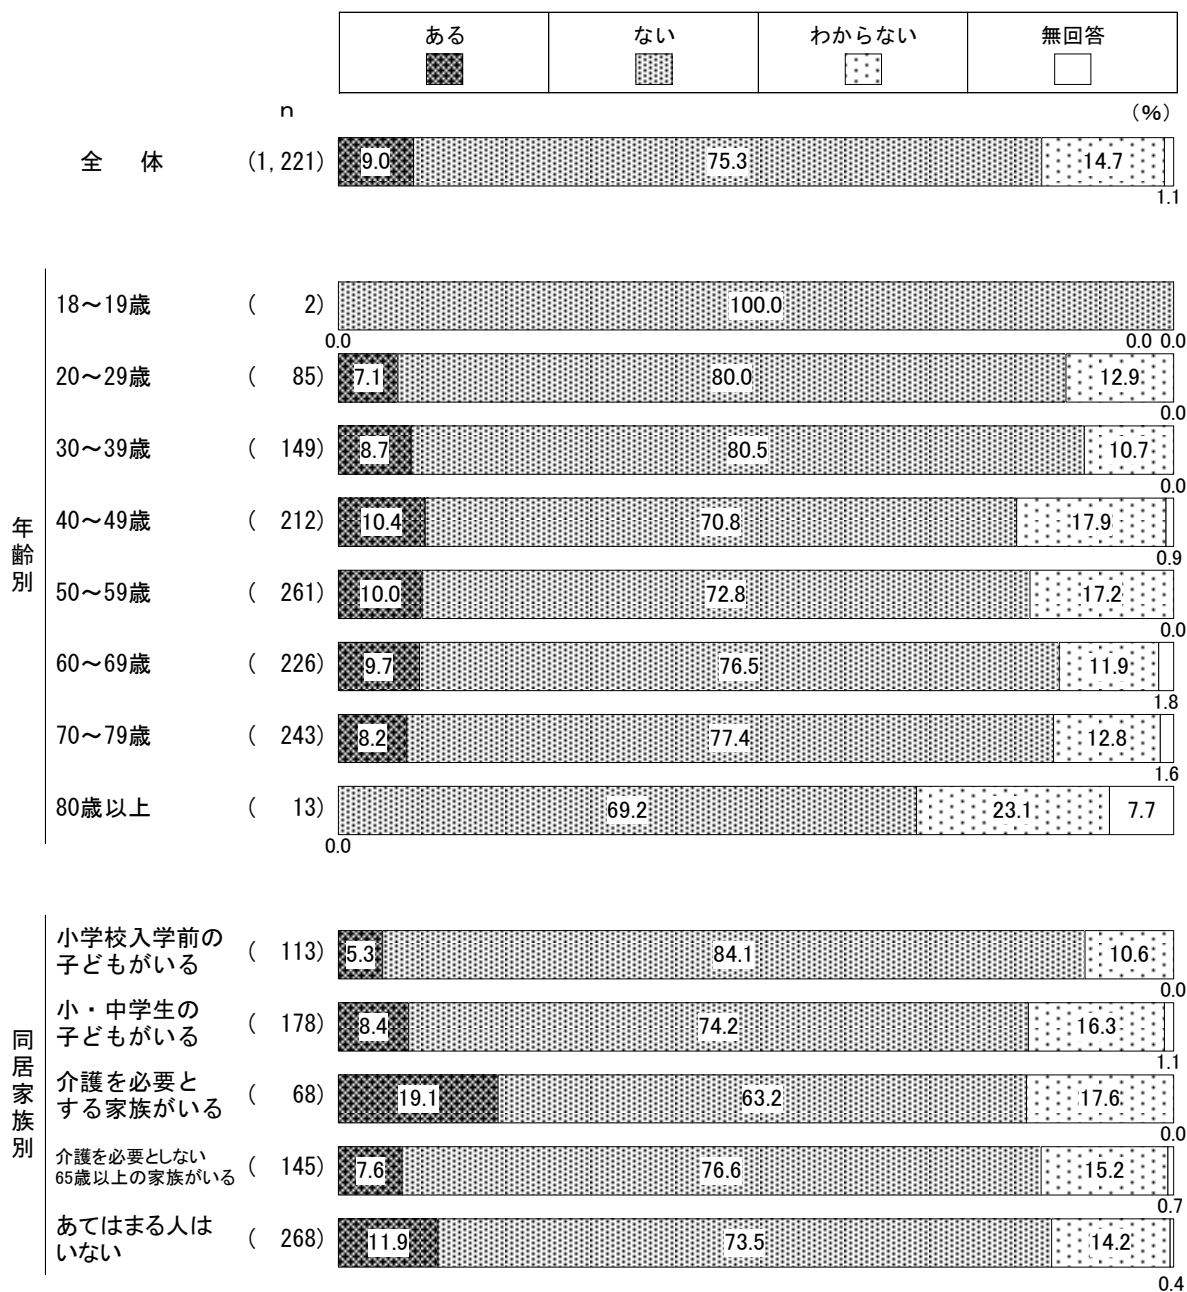 ある ない わからない 無回答
n (%)
全 体 (1,221) 9.0 75.3 14.7
1.1
年齢別
18～19歳 ( 2) 100.0
0.0 0.0 0.0
20～29歳 ( 85) 7.1 80.0 12.9
0.0
30～39歳 ( 149) 8.7 80.5 10.7
0.0
40～49歳 ( 212) 10.4 70.8 17.9
0.9
50～59歳 ( 261) 10.0 72.8 17.2
0.0
60～69歳 ( 226) 9.7 76.5 11.9
1.8
70～79歳 ( 243) 8.2 77.4 12.8
1.6
80歳以上 ( 13) 69.2 23.1 7.7
0.0
同居家族別
小学校入学前の
子どもがいる ( 113) 5.3 84.1 10.6
0.0
小・中学生の
子どもがいる ( 178) 8.4 74.2 16.3
1.1
介護を必要と
する家族がいる ( 68) 19.1 63.2 17.6
0.0
介護を必要としない
65歳以上の家族がいる ( 145) 7.6 76.6 15.2
0.7
あてはまる人は
いない ( 268) 11.9 73.5 14.2
0.4